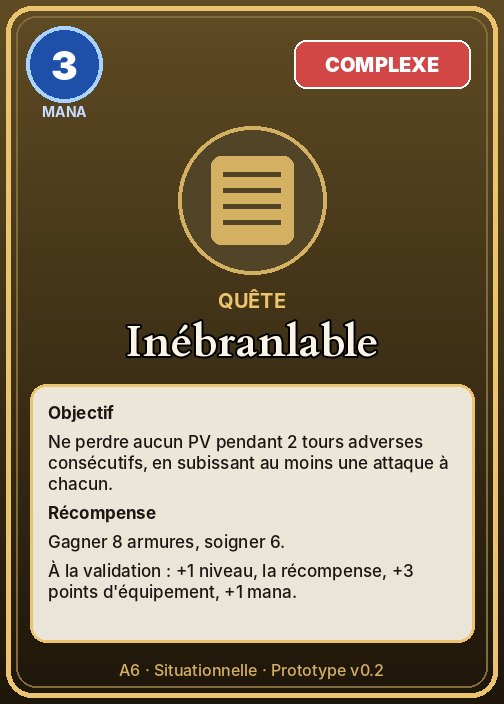 3
MANA
COMPLEXE
QUÊTE
Inébranlable
Objectif
Ne perdre aucun PV pendant 2 tours adverses
consécutifs, en subissant au moins une attaque à
chacun.
Récompense
Gagner 8 armures, soigner 6.
À la validation : +1 niveau, la récompense, +3
points d'équipement, +1 mana.
A6 · Situationnelle · Prototype v0.2